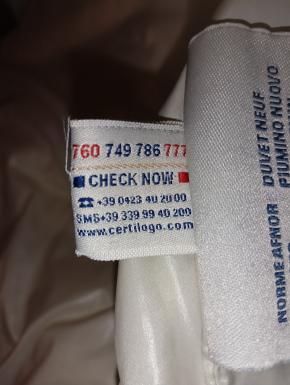 760 749 786 777
CHECK NOW
☎ +39 0423 40 20 00
SMS+39 339 99 40 200
www.certilogo.com
NORME AFNOR DUVET NEUF
PIUMINO NUOVO